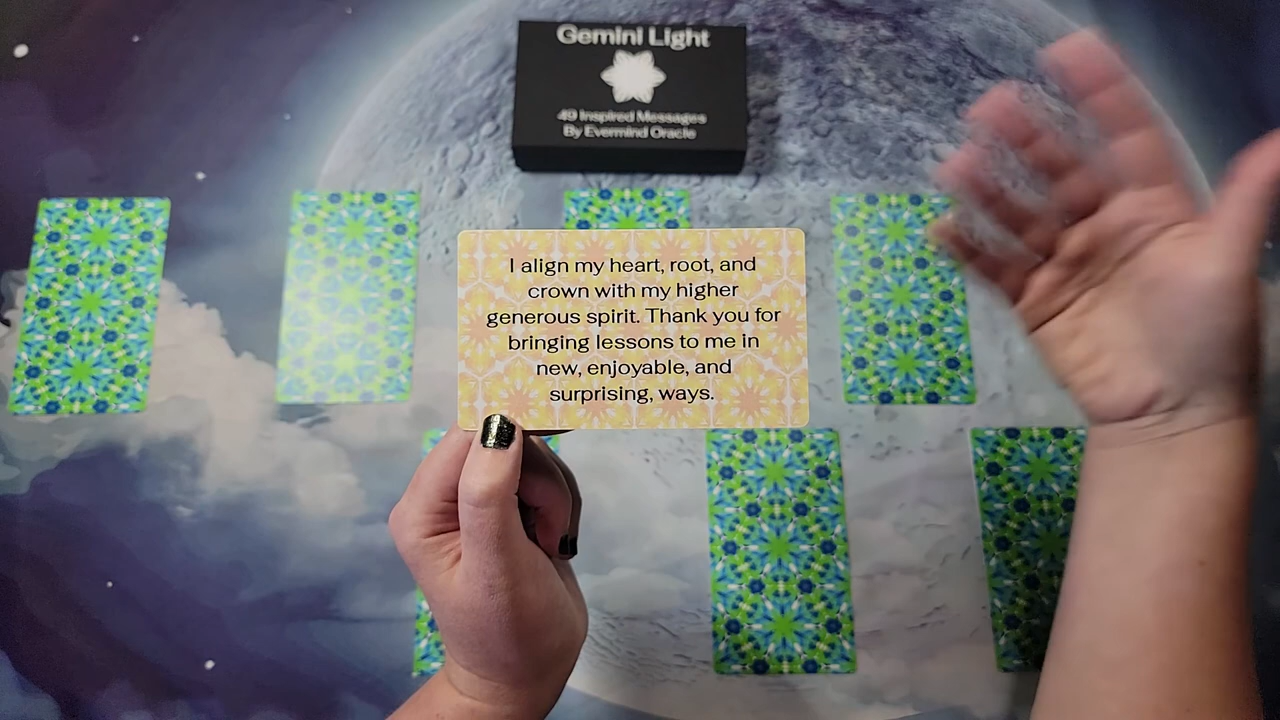 Gemini Light
49 Inspired Messages
By Evermind Oracle
I align my heart, root, and
crown with my higher
generous spirit. Thank you for
bringing lessons to me in
new, enjoyable, and
surprising, ways.